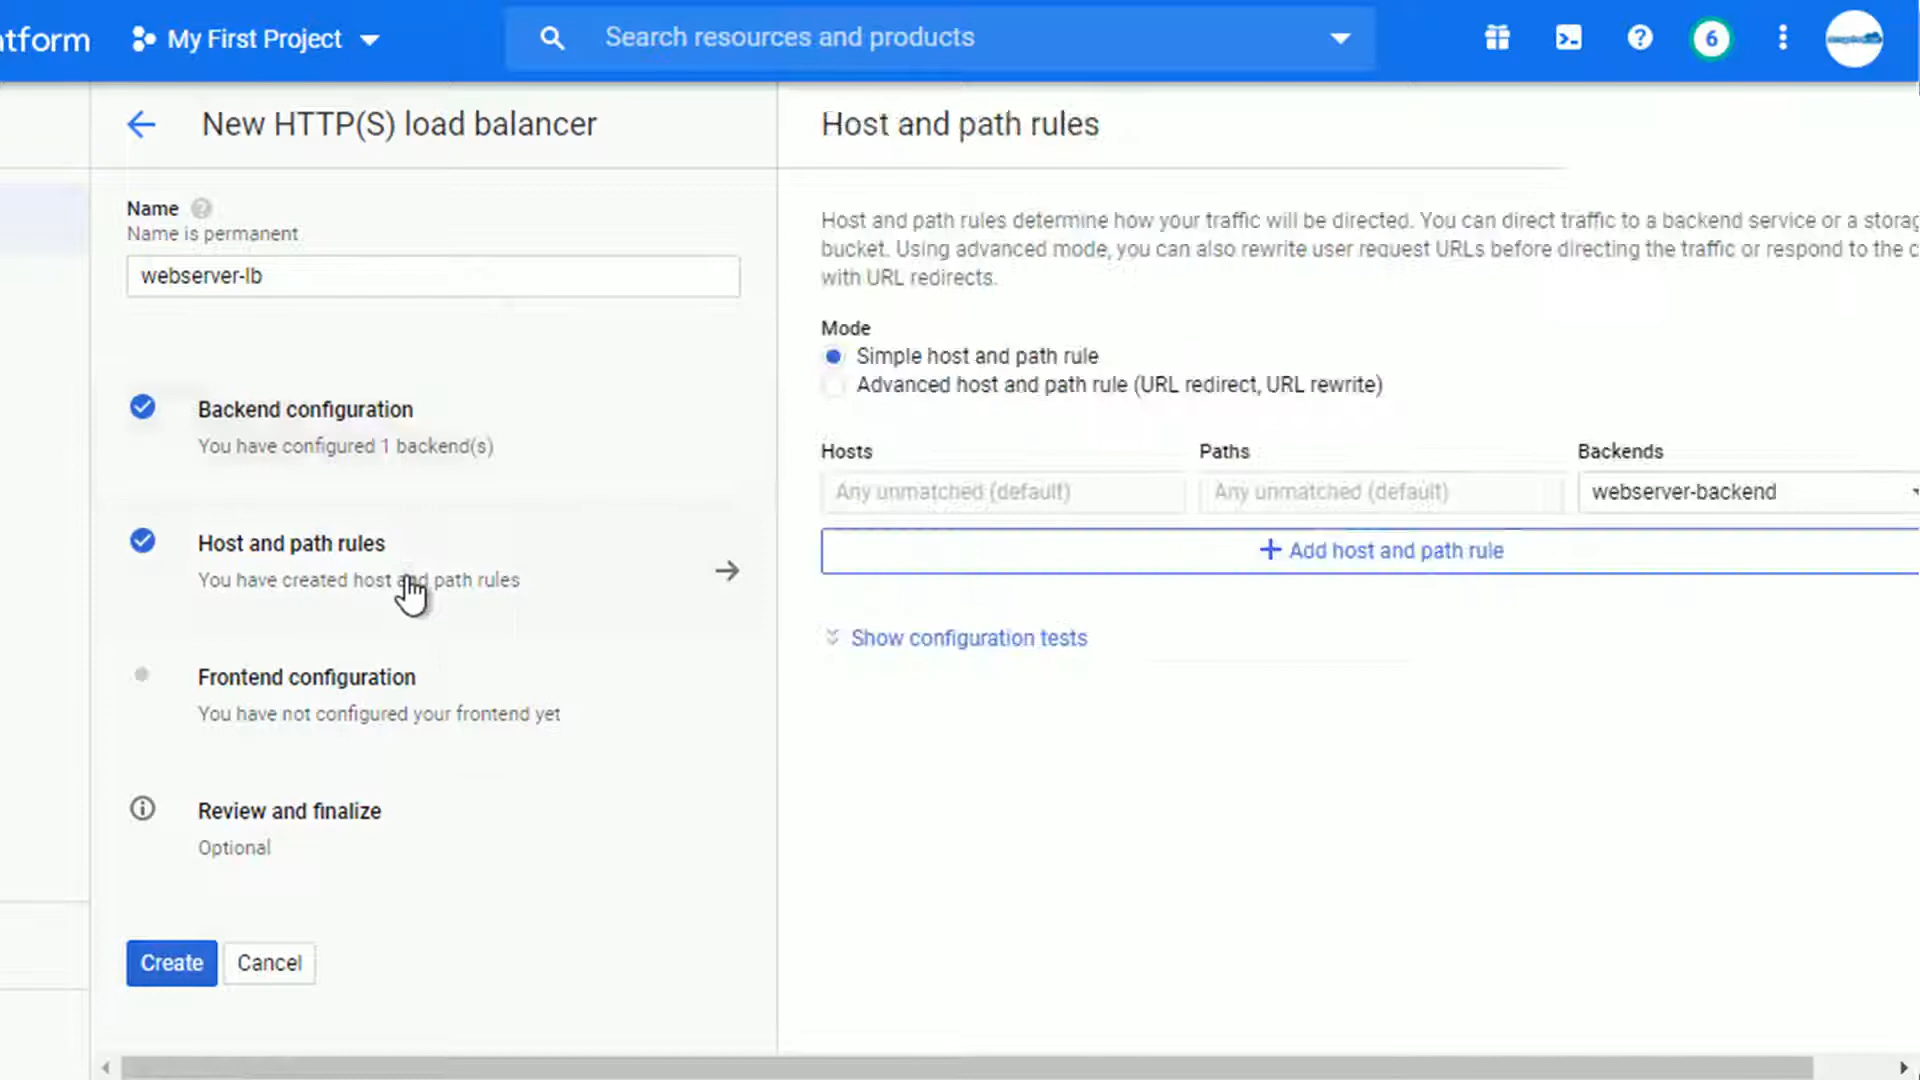 atform
My First Project
Search resources and products
6
New HTTP(S) load balancer
Name
Name is permanent
webserver-lb
Backend configuration
You have configured 1 backend(s)
Host and path rules
You have created host and path rules
Frontend configuration
You have not configured your frontend yet
Review and finalize
Optional
Create
Cancel
Host and path rules
Host and path rules determine how your traffic will be directed. You can direct traffic to a backend service or a storag
bucket. Using advanced mode, you can also rewrite user request URLs before directing the traffic or respond to the c
with URL redirects.
Mode
Simple host and path rule
Advanced host and path rule (URL redirect, URL rewrite)
Hosts Paths Backends
Any unmatched (default) Any unmatched (default) webserver-backend
+ Add host and path rule
Show configuration tests